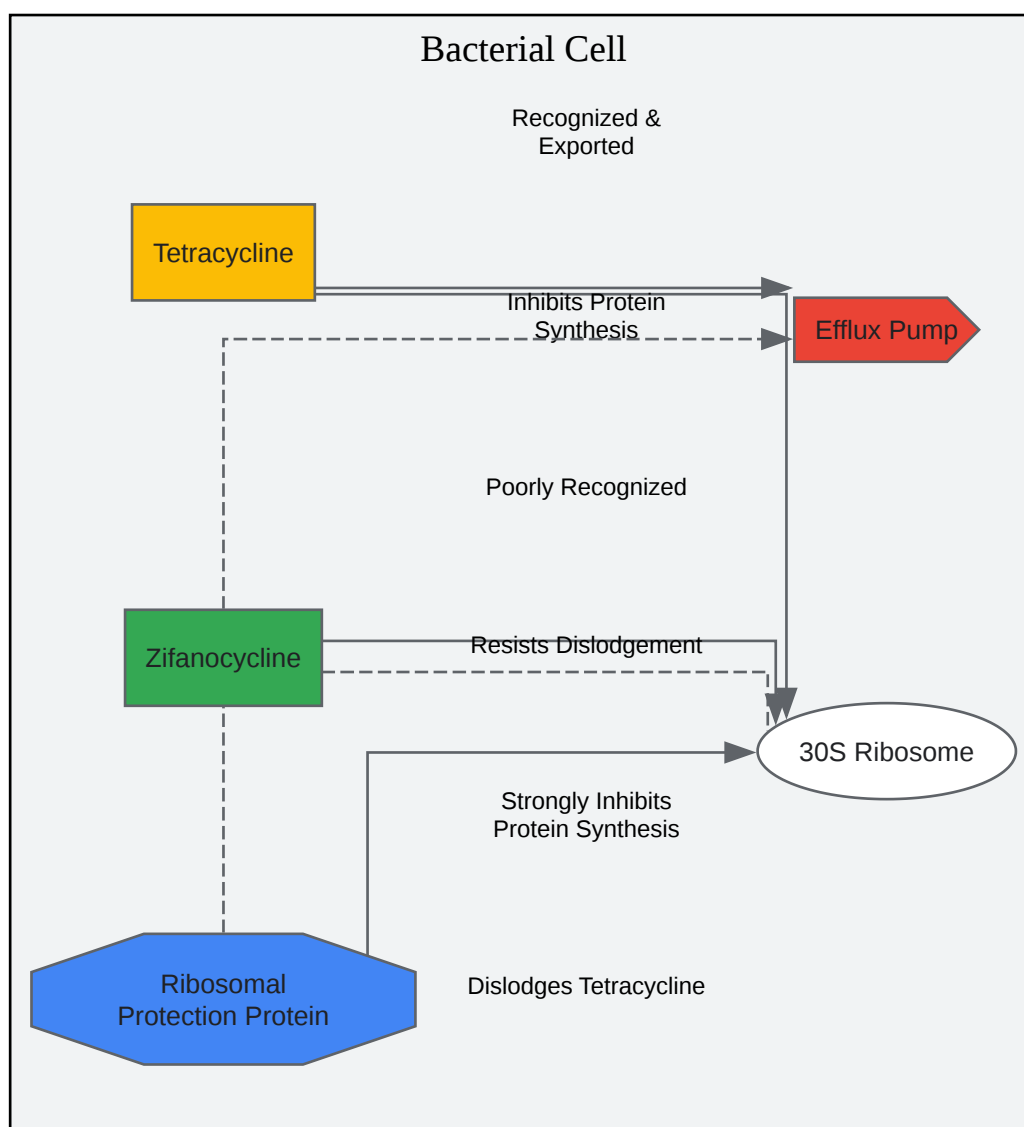 Bacterial Cell
Recognized &
Exported
Tetracycline
Inhibits Protein
Synthesis
Efflux Pump
Poorly Recognized
Zifanocycline
Resists Dislodgement
30S Ribosome
Strongly Inhibits
Protein Synthesis
Ribosomal
Protection Protein
Dislodges Tetracycline